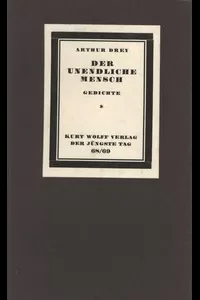 ARTHUR DREY
DER
UNENDLICHE
MENSCH
GEDICHTE
*
KURT WOLFF VERLAG
DER JÜNGSTE TAG
68/69